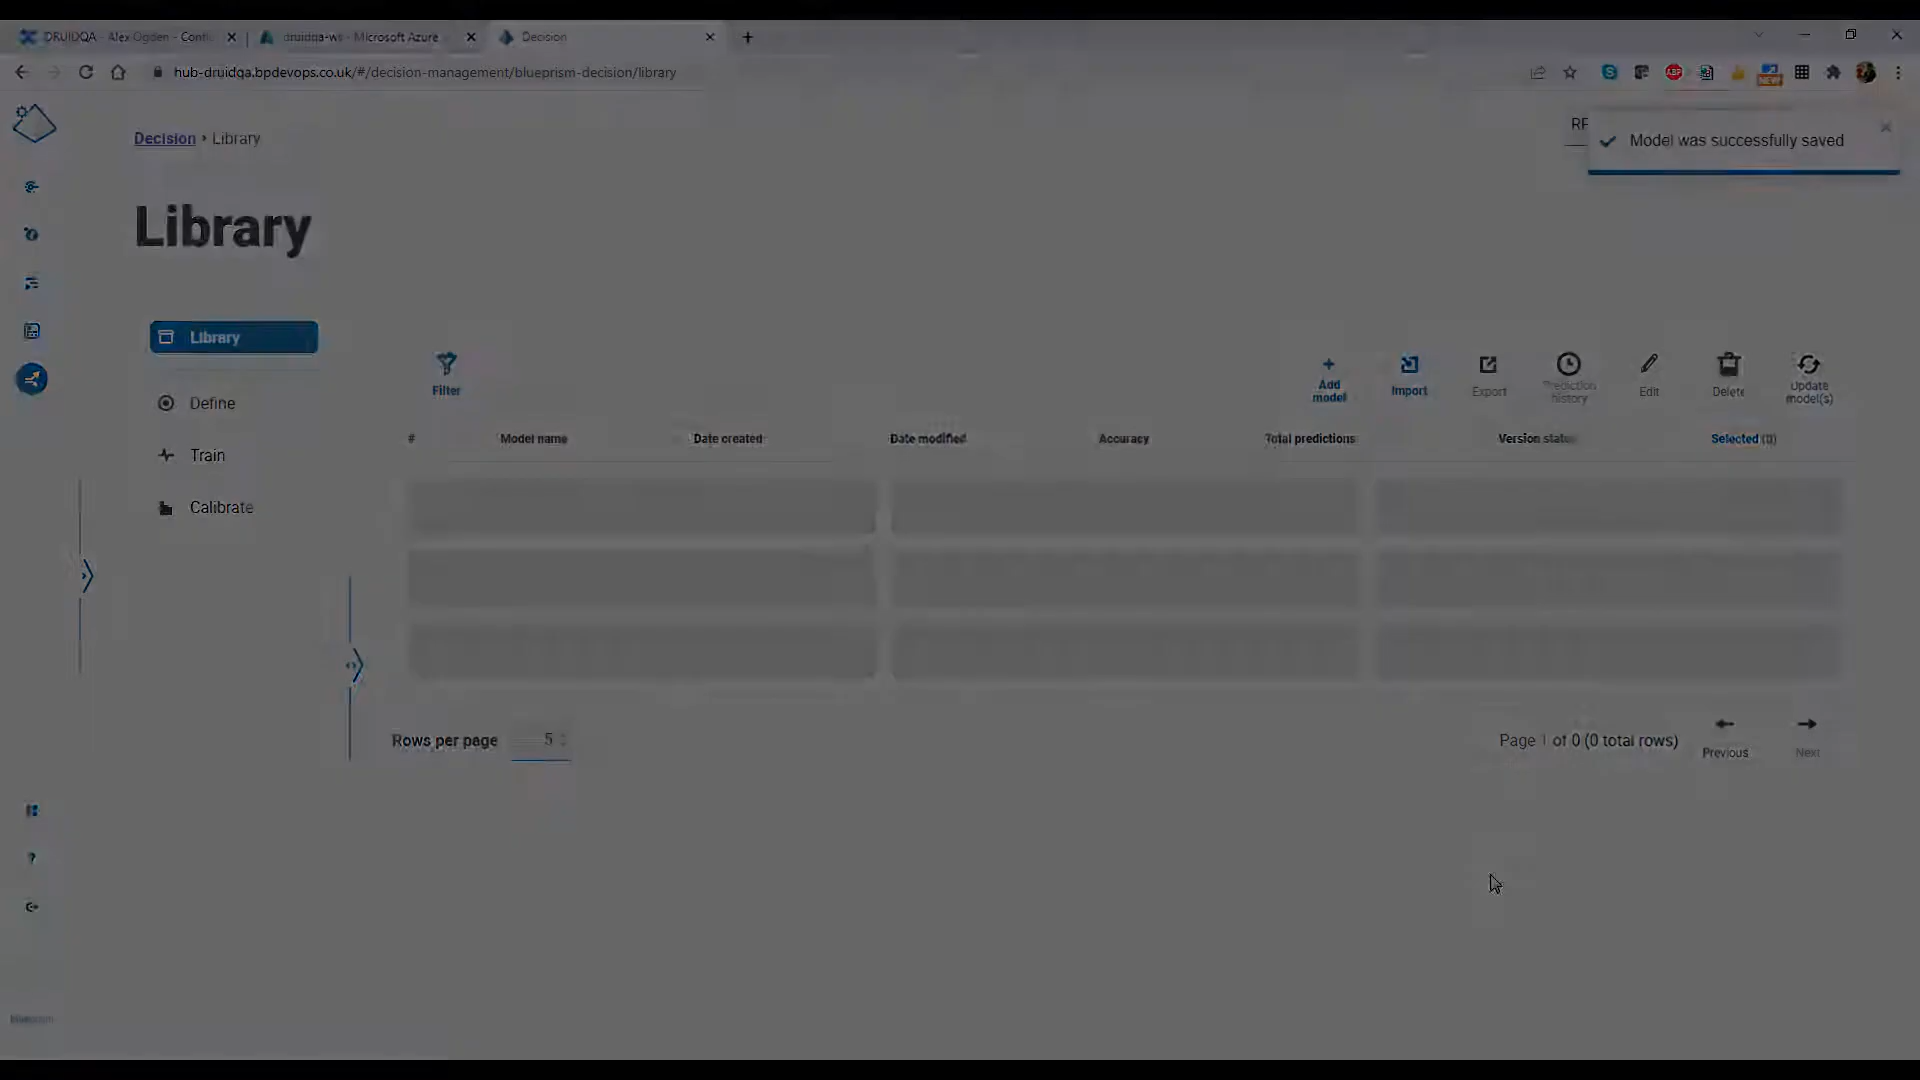 DRUIDQA - Alex Ogden - Confl
druidqa-ws - Microsoft Azure
Decision
hub-druidqa.bpdevops.co.uk/#/decision-management/blueprism-decision/library
ABP
NEW
Decision
Library
Model was successfully saved
Library
Library
Define
Train
Calibrate
Filter
Add model
Import
Export
Prediction history
Edit
Delete
Update model(s)
# Model name Date created Date modified Accuracy Total predictions Version status Selected (0)
Rows per page 5
Page 1 of 0 (0 total rows)
Previous
Next
blueprism